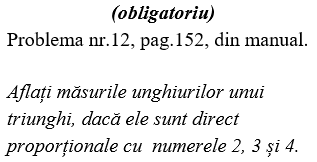 (obligatoriu)
Problema nr.12, pag.152, din manual.
Aflați măsurile unghiurilor unui
triunghi, dacă ele sunt direct
proporționale cu numerele 2, 3 și 4.